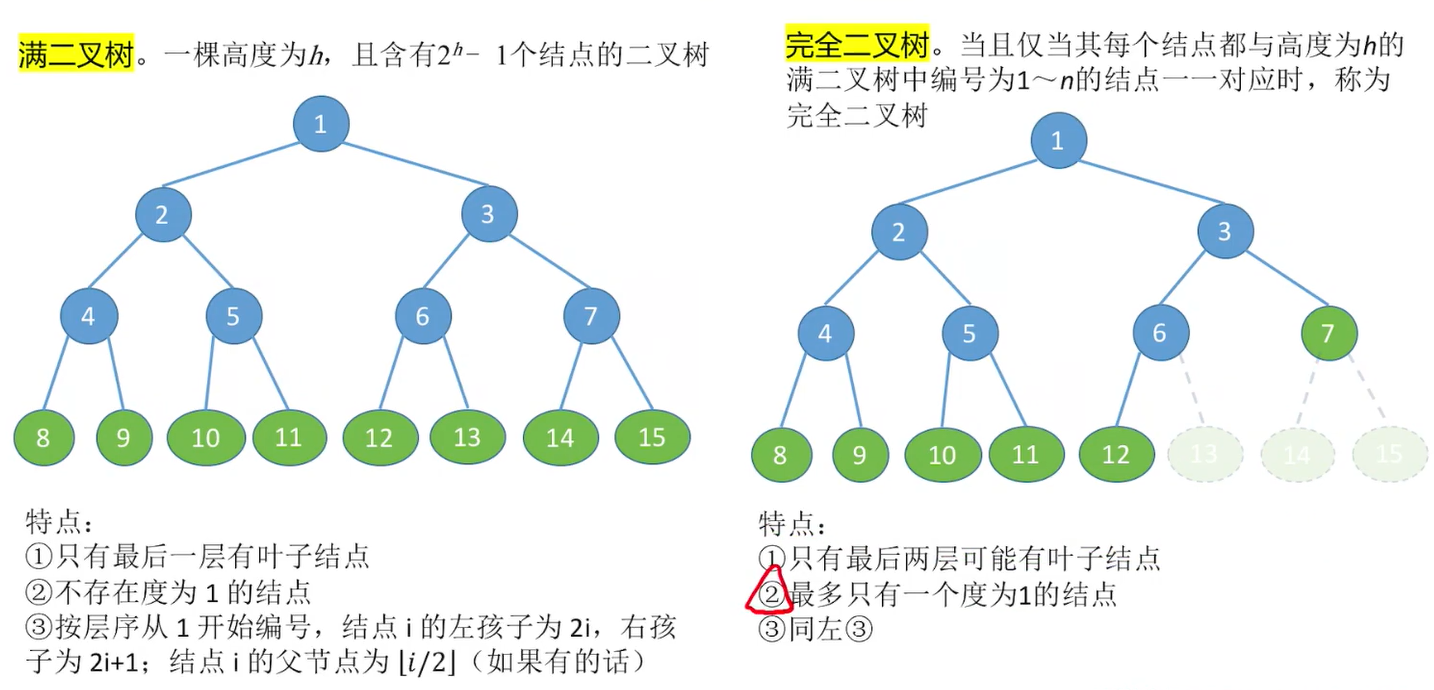 满二叉树。一棵高度为h，且含有2ʰ - 1个结点的二叉树
1
2
3
4
5
6
7
8
9
10
11
12
13
14
15
特点：
①只有最后一层有叶子结点
②不存在度为 1 的结点
③按层序从 1 开始编号，结点 i 的左孩子为 2i，右孩
子为 2i+1；结点 i 的父节点为 ⌊i/2⌋（如果有的话）
完全二叉树。当且仅当其每个结点都与高度为h的
满二叉树中编号为1～n的结点一一对应时，称为
完全二叉树
1
2
3
4
5
6
7
8
9
10
11
12
13
14
15
特点：
①只有最后两层可能有叶子结点
②最多只有一个度为1的结点
③同左③